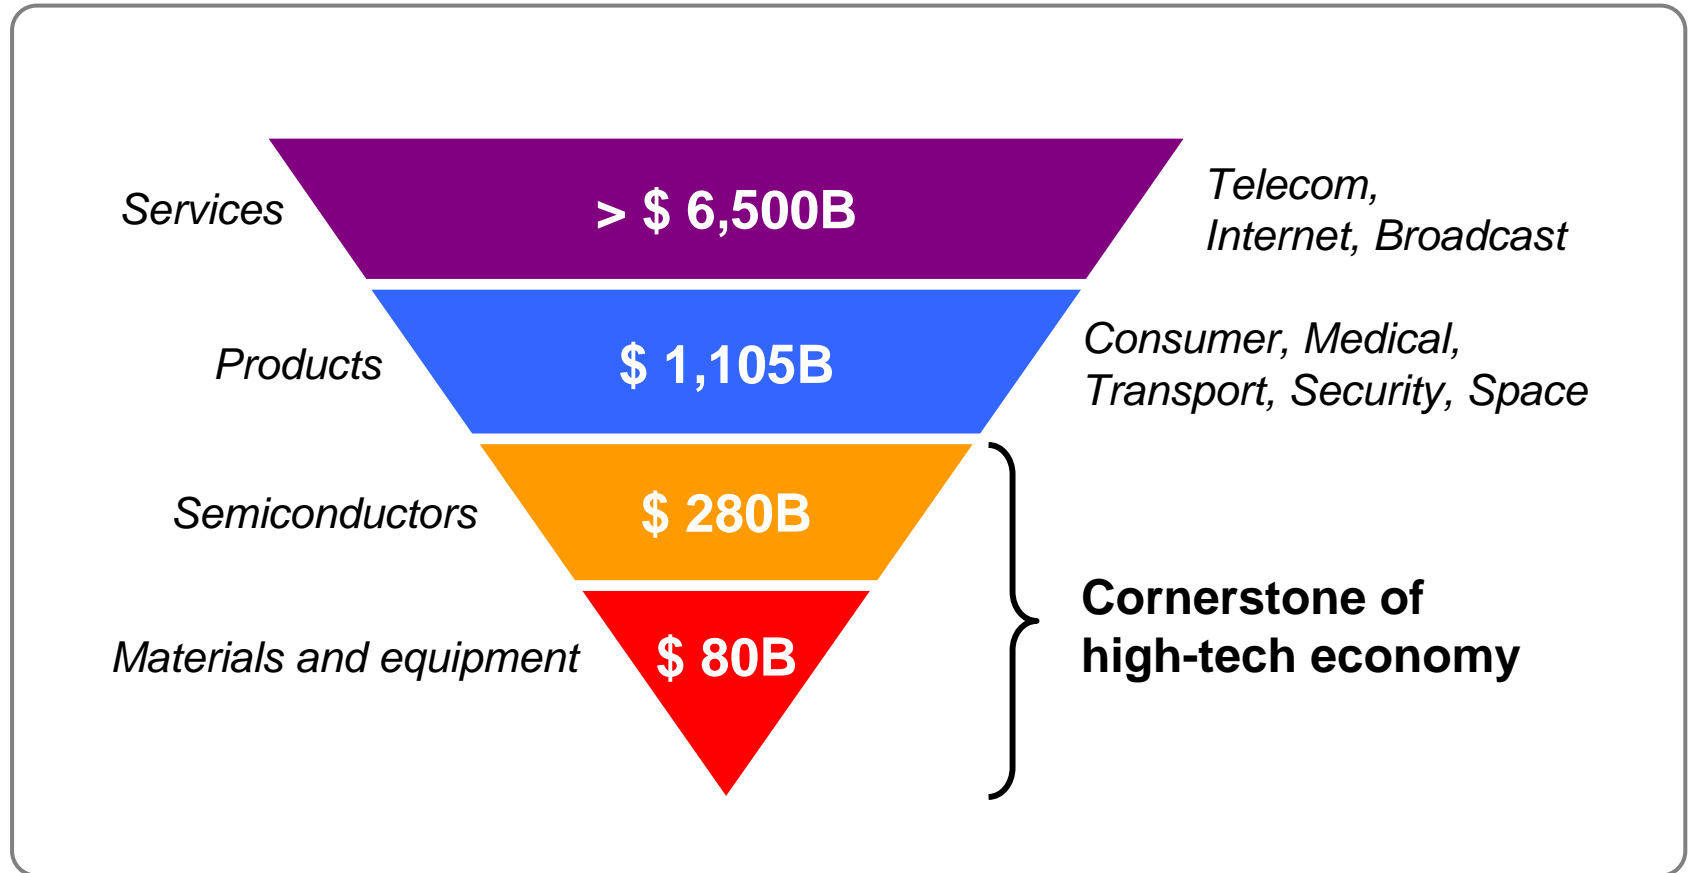 Services
> $ 6,500B
Telecom,
Internet, Broadcast
Products
$ 1,105B
Consumer, Medical,
Transport, Security, Space
Semiconductors
$ 280B
Materials and equipment
$ 80B
Cornerstone of
high-tech economy